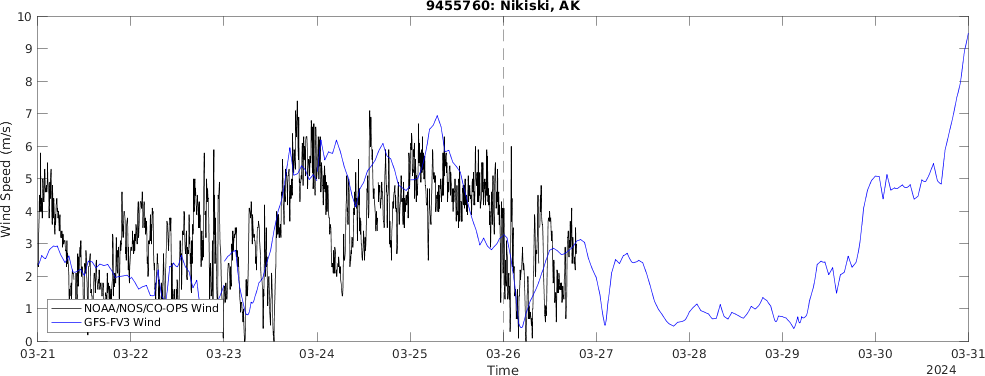 9455760: Nikiski, AK
Wind Speed (m/s)
10
9
8
7
6
5
4
3
2
1
0
NOAA/NOS/CO-OPS Wind
GFS-FV3 Wind
03-21 03-22 03-23 03-24 03-25 03-26 03-27 03-28 03-29 03-30 03-31
Time
2024